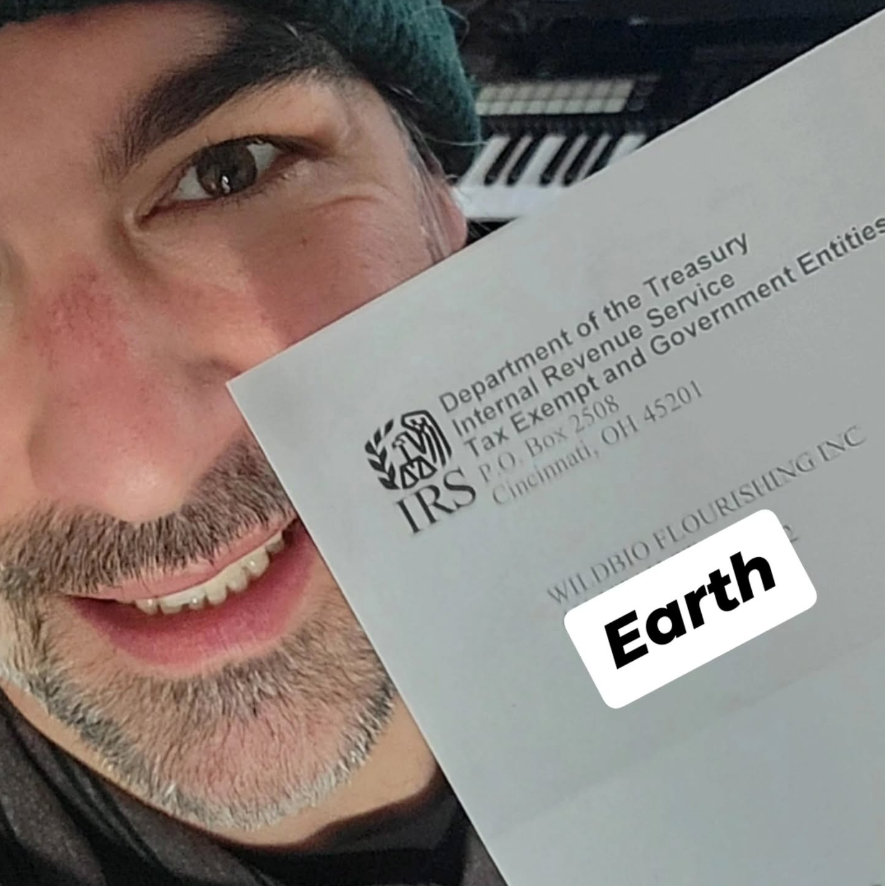 Department of the Treasury
Internal Revenue Service
Tax Exempt and Government Entities
IRS
P.O. Box 2508
Cincinnati, OH 45201
WILDBIO FLOURISHING INC
2
Earth